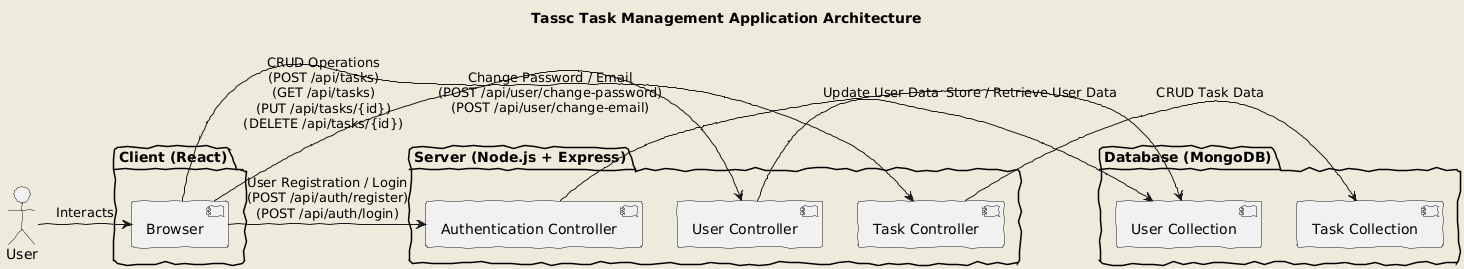 Tassc Task Management Application Architecture
CRUD Operations
(POST /api/tasks)
(GET /api/tasks)
(PUT /api/tasks/{id})
(DELETE /api/tasks/{id})
Change Password / Email
(POST /api/user/change-password)
(POST /api/user/change-email)
Update User Data
Store / Retrieve User Data
CRUD Task Data
Client (React)
Server (Node.js + Express)
Database (MongoDB)
User Registration / Login
(POST /api/auth/register)
(POST /api/auth/login)
Interacts
Browser
Authentication Controller
User Controller
Task Controller
User Collection
Task Collection
User